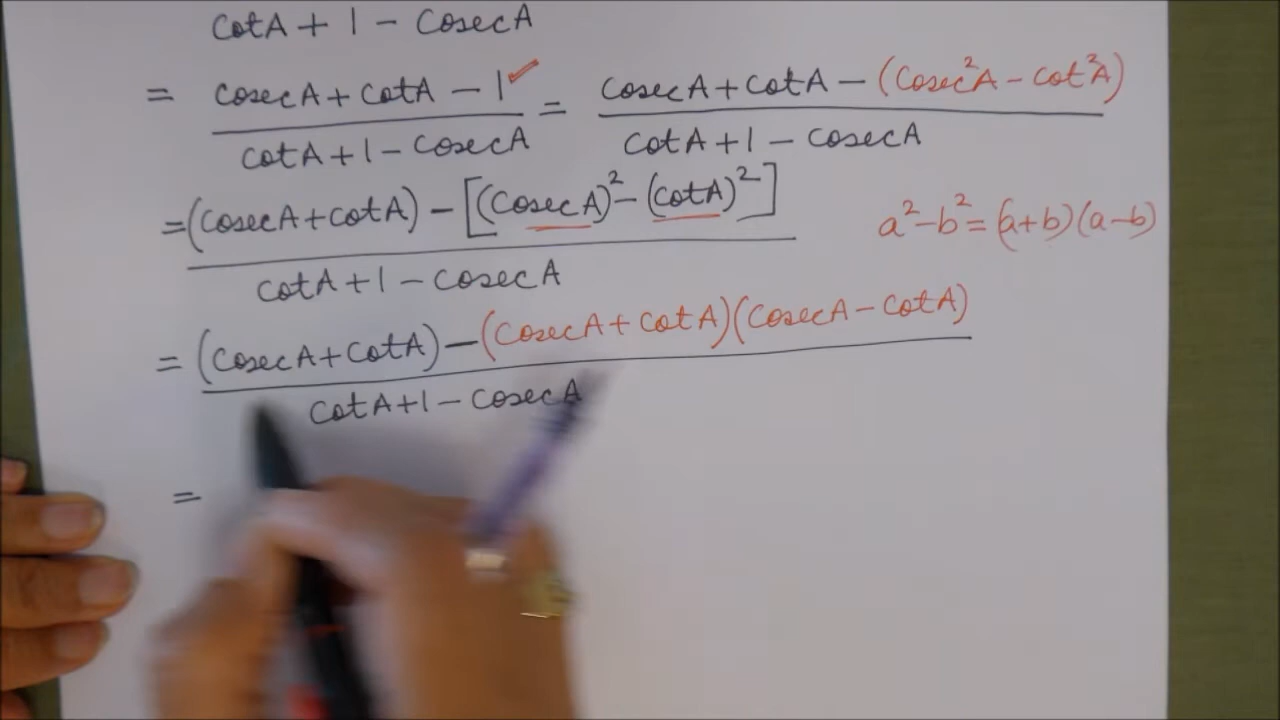 cotA + 1 - CosecA
= cosecA + cotA - 1 / cotA + 1 - cosecA = cosecA + cotA - (Cosec²A - cot²A) / cotA + 1 - cosecA
= (cosecA + cotA) - [(CosecA)² - (cotA)²] / cotA + 1 - cosecA
a² - b² = (a+b)(a-b)
= (cosecA + cotA) - (cosecA + cotA)(cosecA - cotA) / cotA + 1 - cosecA
=